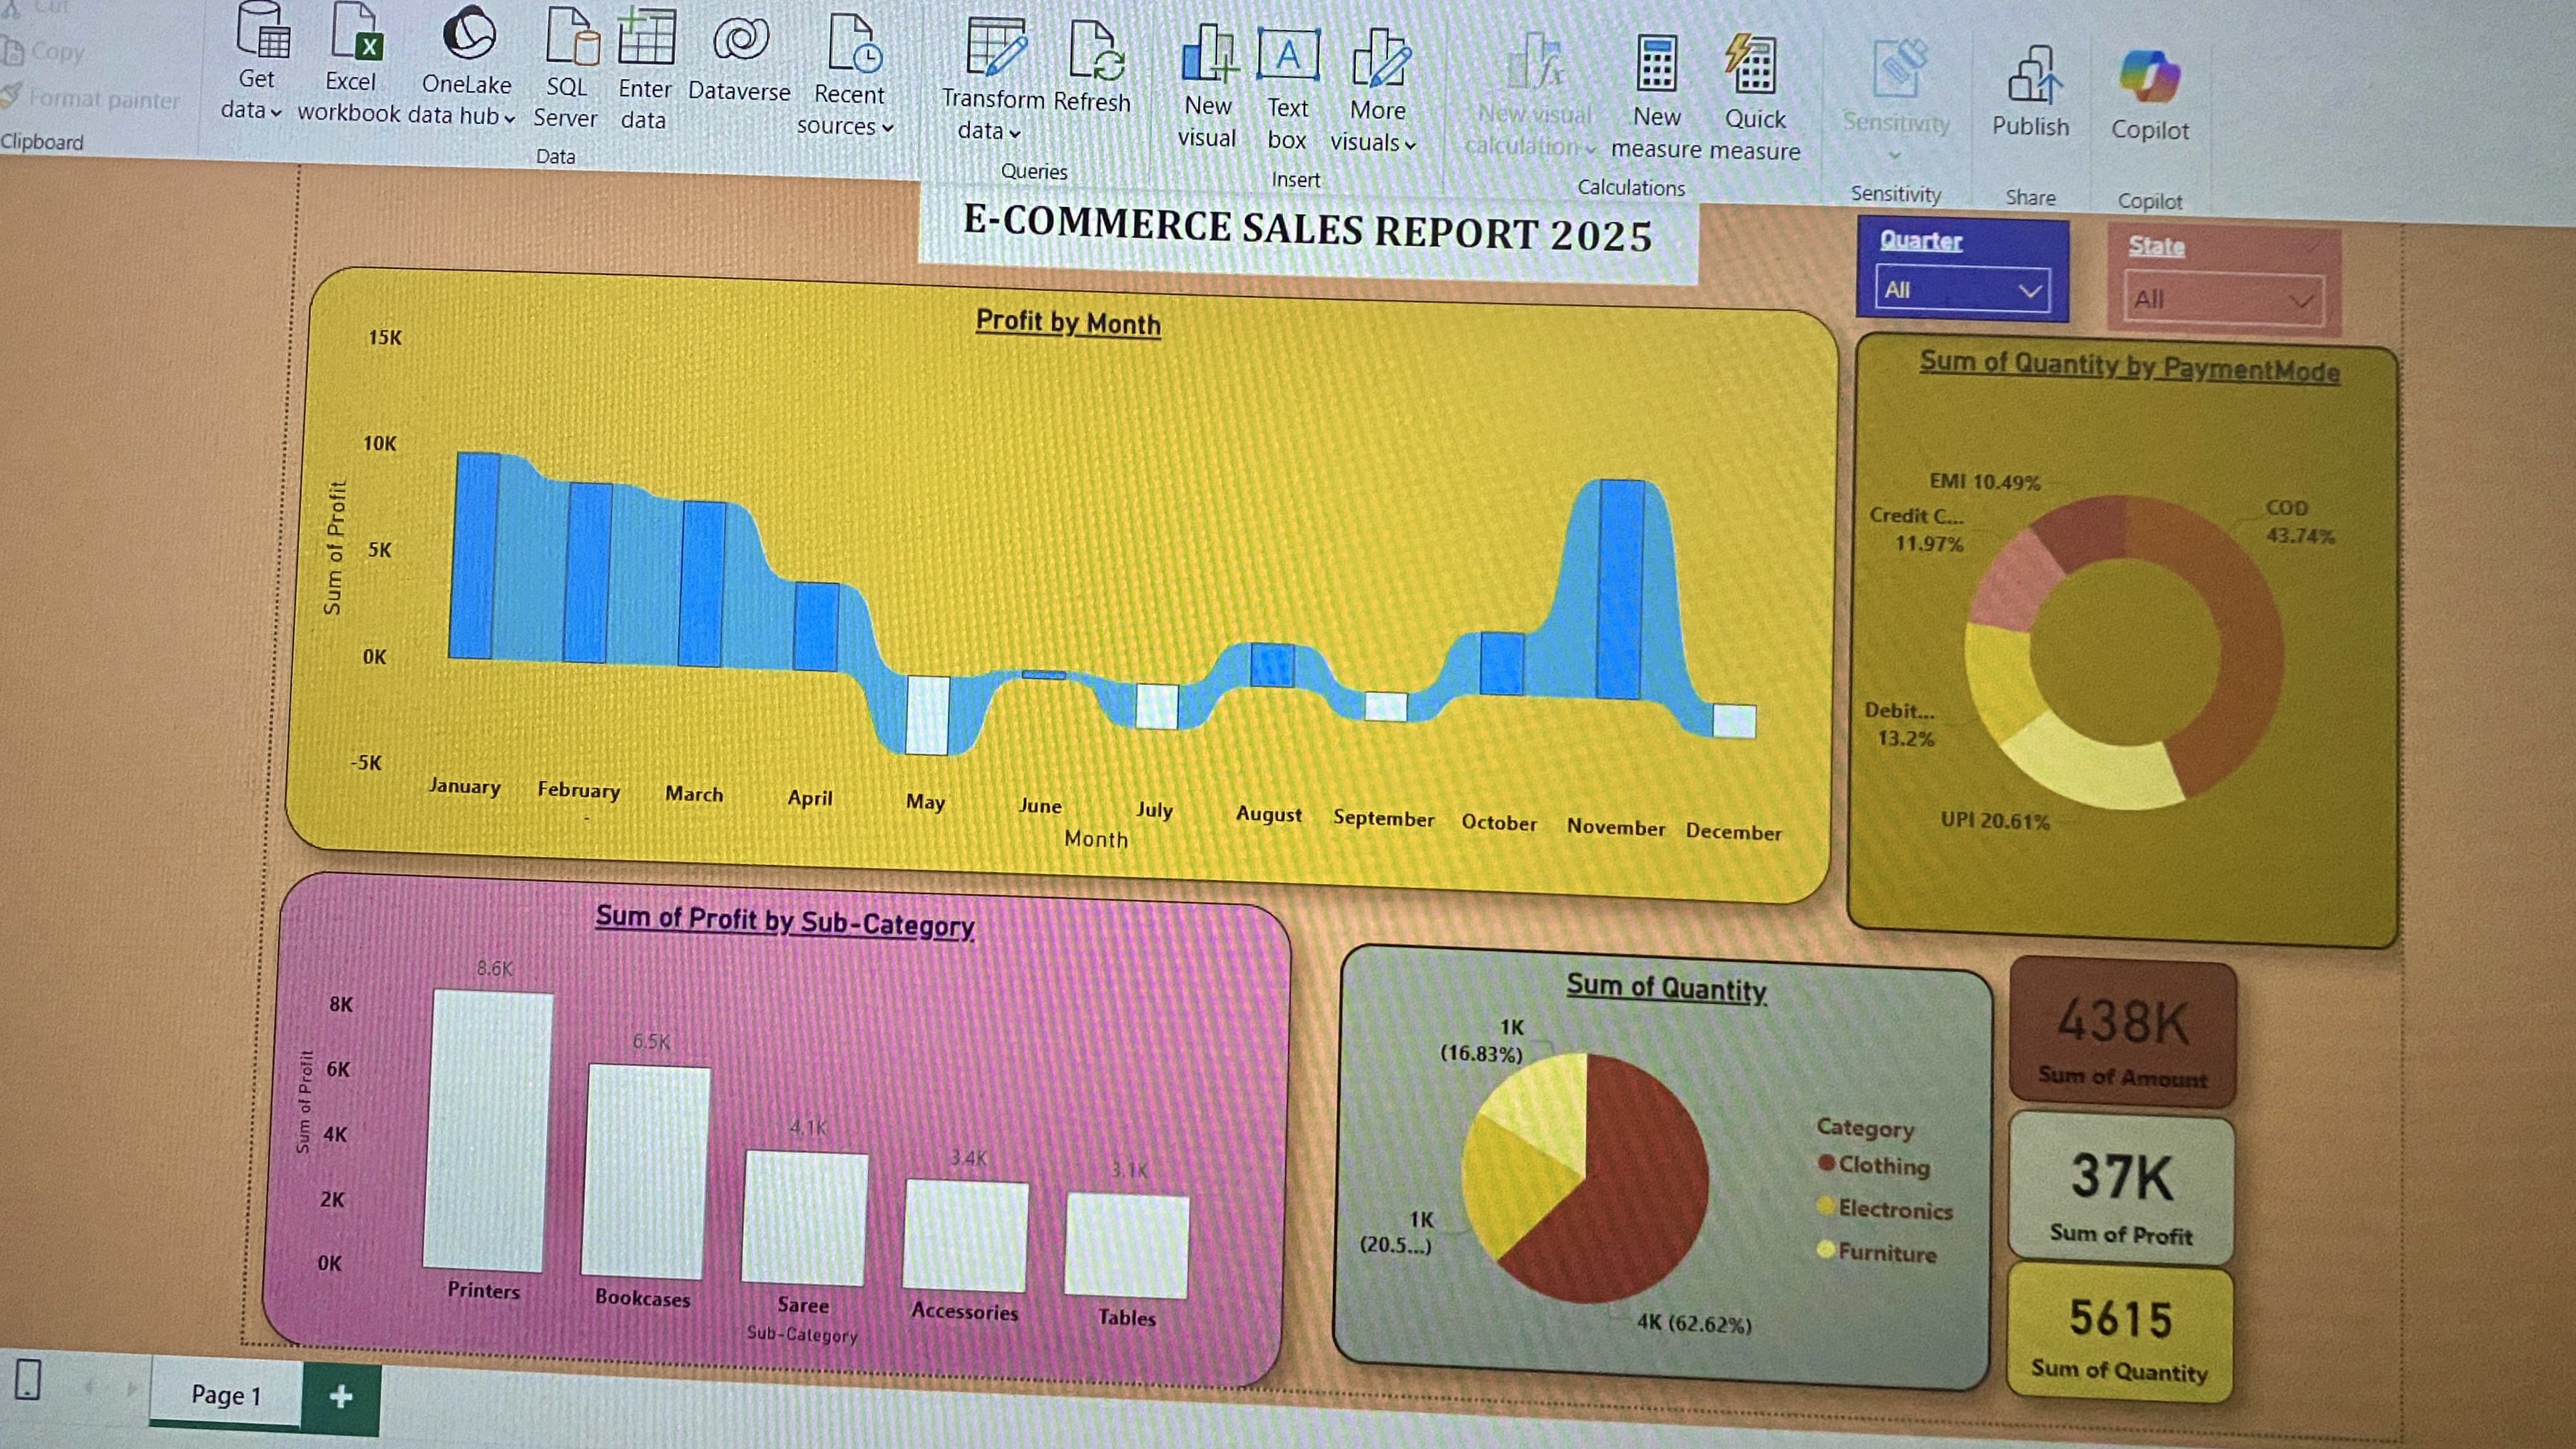 Cut
Copy
Format painter
Clipboard
Get
data
Excel
workbook
OneLake
data hub
SQL
Server
Enter
data
Dataverse
Recent
sources
Data
Transform
data
Refresh
Queries
New
visual
Text
box
More
visuals
Insert
New visual
calculation
New
measure
Quick
measure
Calculations
Sensitivity
Sensitivity
Publish
Share
Copilot
Copilot
E-COMMERCE SALES REPORT 2025
Quarter
All
State
All
Profit by Month
15K
10K
5K
0K
-5K
Sum of Profit
January
February
March
April
May
June
July
August
September
October
November
December
Month
Sum of Quantity by PaymentMode
EMI 10.49%
Credit C...
11.97%
COD
43.74%
Debit...
13.2%
UPI 20.61%
Sum of Profit by Sub-Category
8K
6K
4K
2K
0K
Sum of Profit
8.6K
6.5K
4.1K
3.4K
3.1K
Printers
Bookcases
Saree
Accessories
Tables
Sub-Category
Sum of Quantity
1K
(16.83%)
1K
(20.5...)
4K (62.62%)
Category
Clothing
Electronics
Furniture
438K
Sum of Amount
37K
Sum of Profit
5615
Sum of Quantity
Page 1